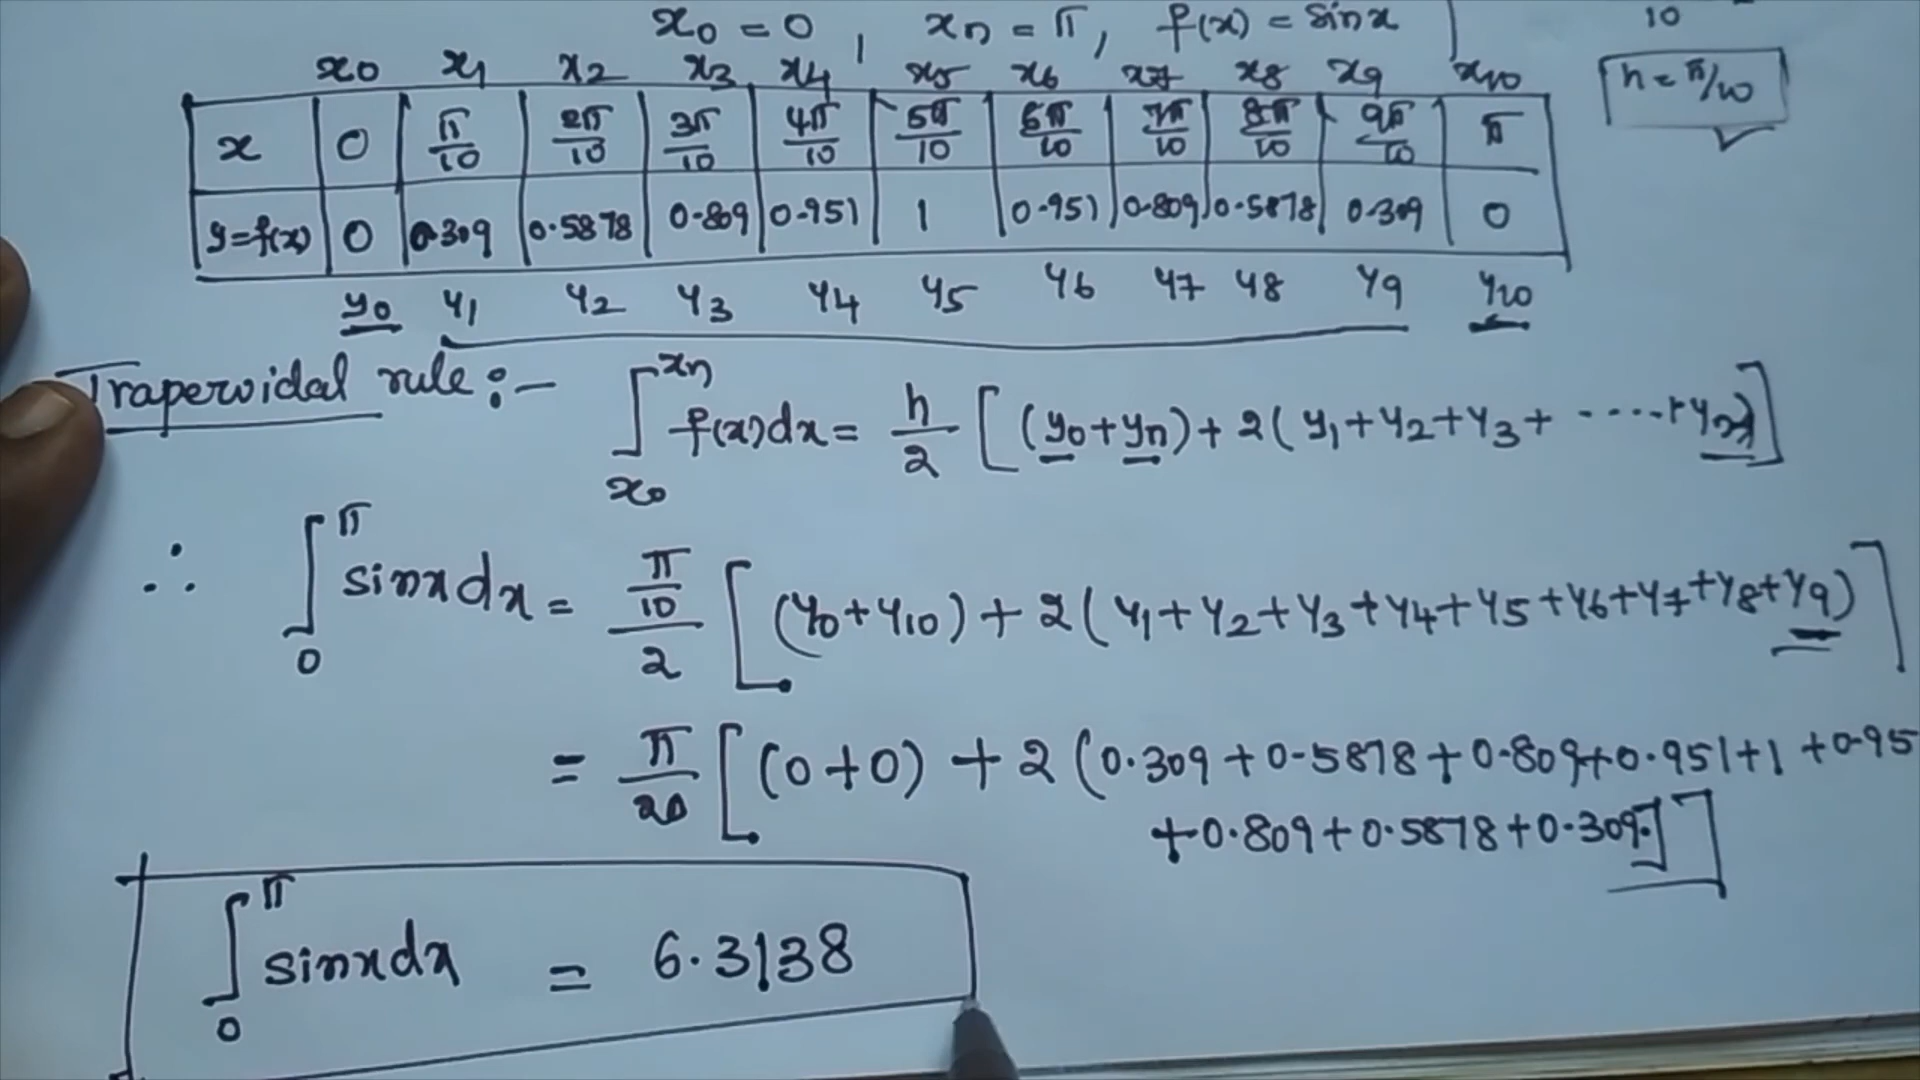 x₀ = 0 , xₙ = π, f(x) = sinx 10
x₀ x₁ x₂ x₃ x₄ x₅ x₆ x₇ x₈ x₉ x₁₀ h = π/10
x 0 π/10 2π/10 3π/10 4π/10 5π/10 6π/10 7π/10 8π/10 9π/10 π
y=f(x) 0 0.309 0.5878 0.809 0.951 1 0.951 0.809 0.5878 0.309 0
y₀ y₁ y₂ y₃ y₄ y₅ y₆ y₇ y₈ y₉ y₁₀
Trapezoidal rule :- ∫ₓ₀^xₙ f(x)dx = h/2 [(y₀+yₙ)+2(y₁+y₂+y₃+ ·····+y
∴ ∫₀^π sinx dx = (π/10)/2 [(y₀+y₁₀)+2(y₁+y₂+y₃+y₄+y₅+y₆+y₇+y₈+y₉)]
= π/20 [(0+0)+2(0.309+0.5878+0.809+0.951+1+0.95
+0.809+0.5878+0.309)]
∫₀^π sinx dx = 6.3138